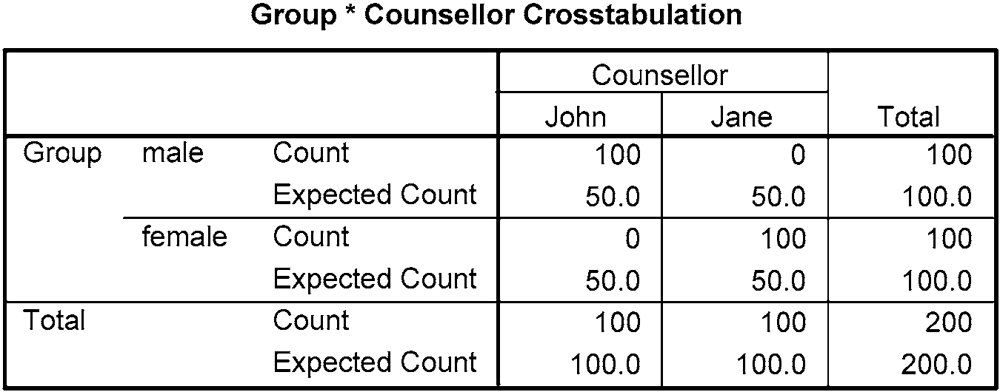 Group * Counsellor Crosstabulation
Counsellor
John Jane Total
Group male Count 100 0 100
Expected Count 50.0 50.0 100.0
female Count 0 100 100
Expected Count 50.0 50.0 100.0
Total Count 100 100 200
Expected Count 100.0 100.0 200.0